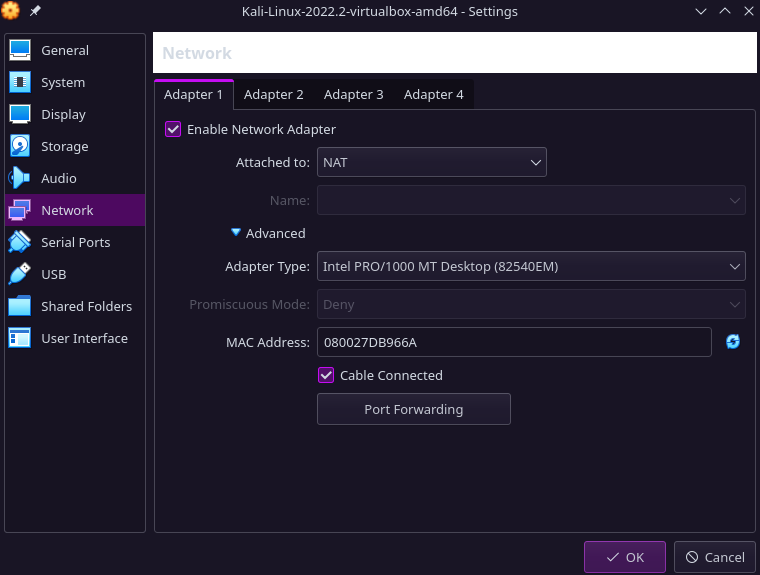 Kali-Linux-2022.2-virtualbox-amd64 - Settings
General
System
Display
Storage
Audio
Network
Serial Ports
USB
Shared Folders
User Interface
Network
Adapter 1 Adapter 2 Adapter 3 Adapter 4
Enable Network Adapter
Attached to: NAT
Name:
Advanced
Adapter Type: Intel PRO/1000 MT Desktop (82540EM)
Promiscuous Mode: Deny
MAC Address: 080027DB966A
Cable Connected
Port Forwarding
OK Cancel